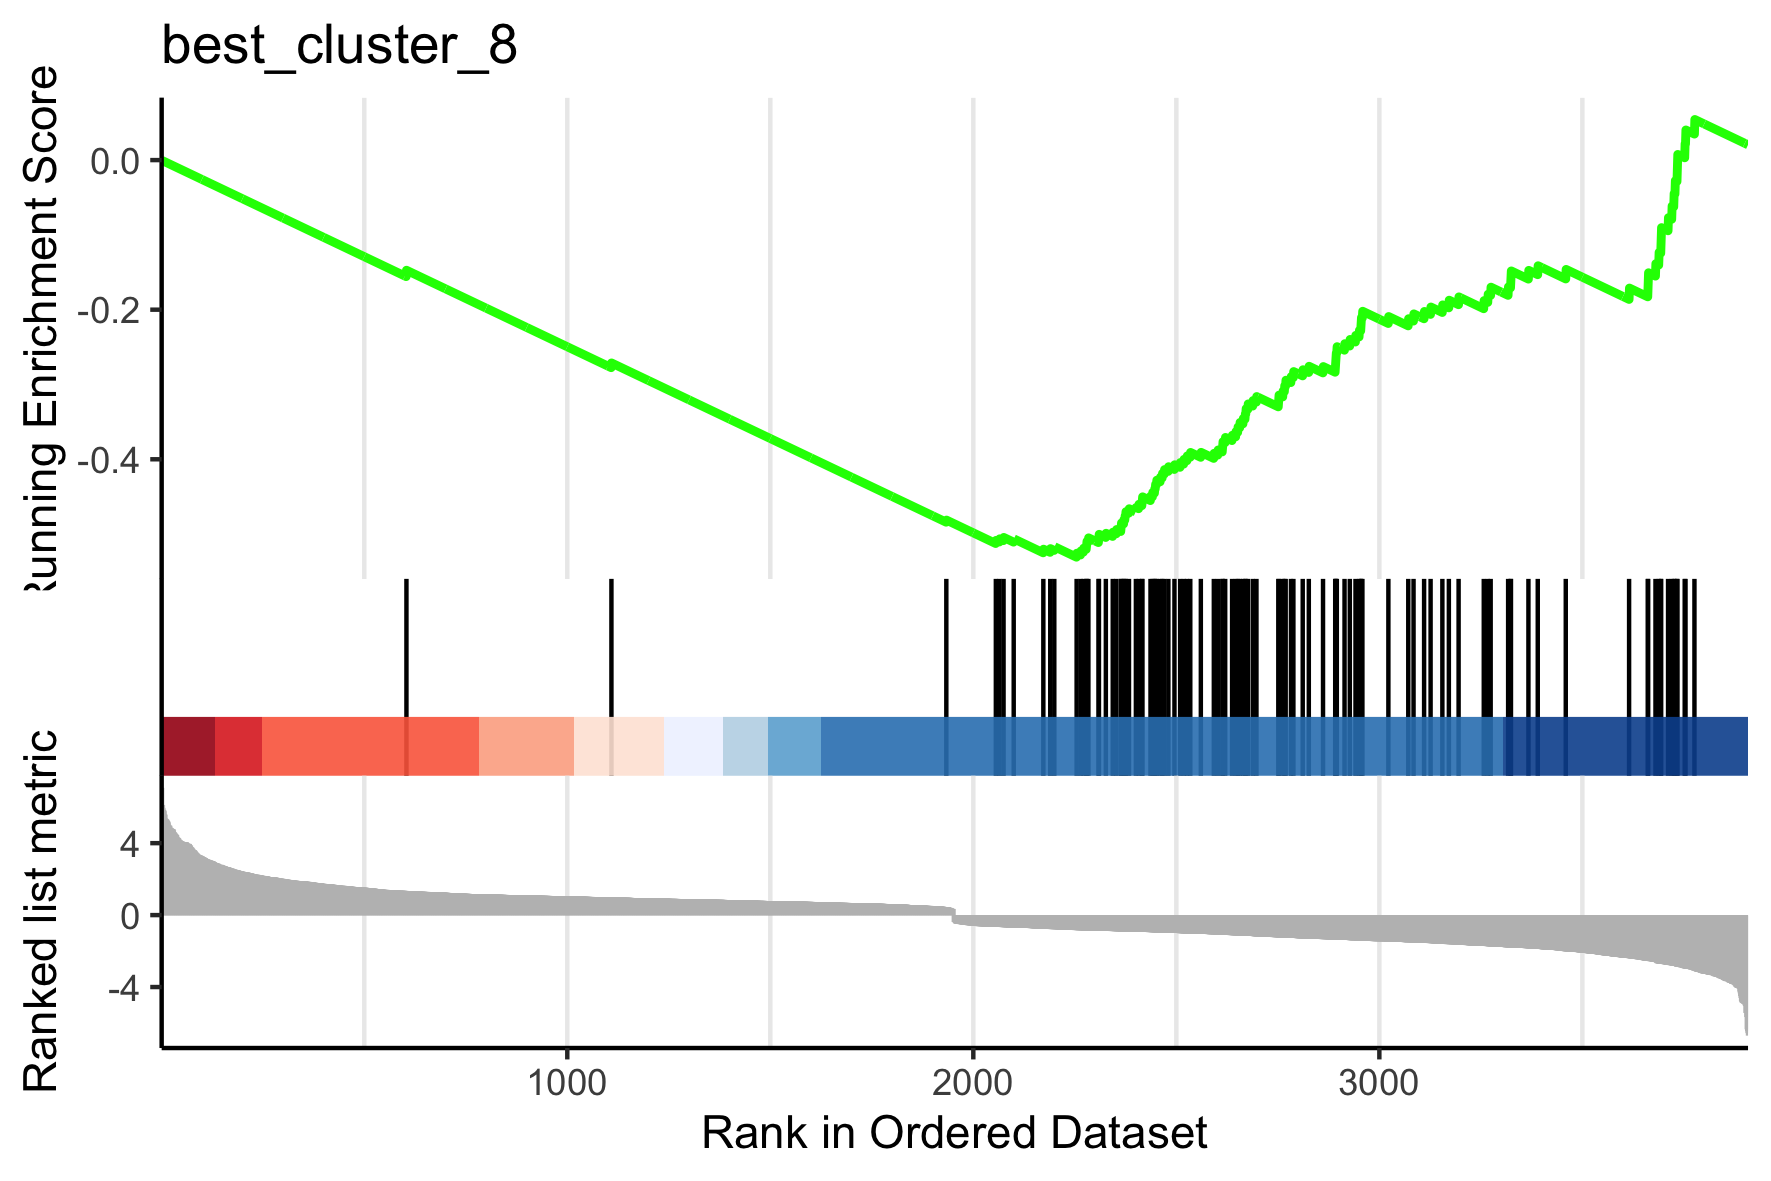 best_cluster_8
Running Enrichment Score
0.0
-0.2
-0.4
Ranked list metric
4
0
-4
1000
2000
3000
Rank in Ordered Dataset